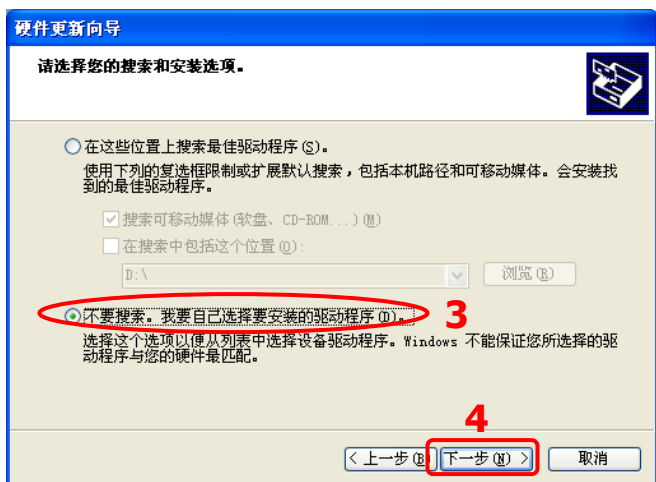 硬件更新向导
请选择您的搜索和安装选项。
在这些位置上搜索最佳驱动程序(S)。
使用下列的复选框限制或扩展默认搜索，包括本机路径和可移动媒体。会安装找
到的最佳驱动程序。
搜索可移动媒体(软盘、CD-ROM...)(M)
在搜索中包括这个位置(O):
D:\
浏览(R)
不要搜索。我要自己选择要安装的驱动程序(D)。
3
选择这个选项以便从列表中选择设备驱动程序。Windows 不能保证您所选择的驱
动程序与您的硬件最匹配。
4
< 上一步(B)
下一步(N) >
取消